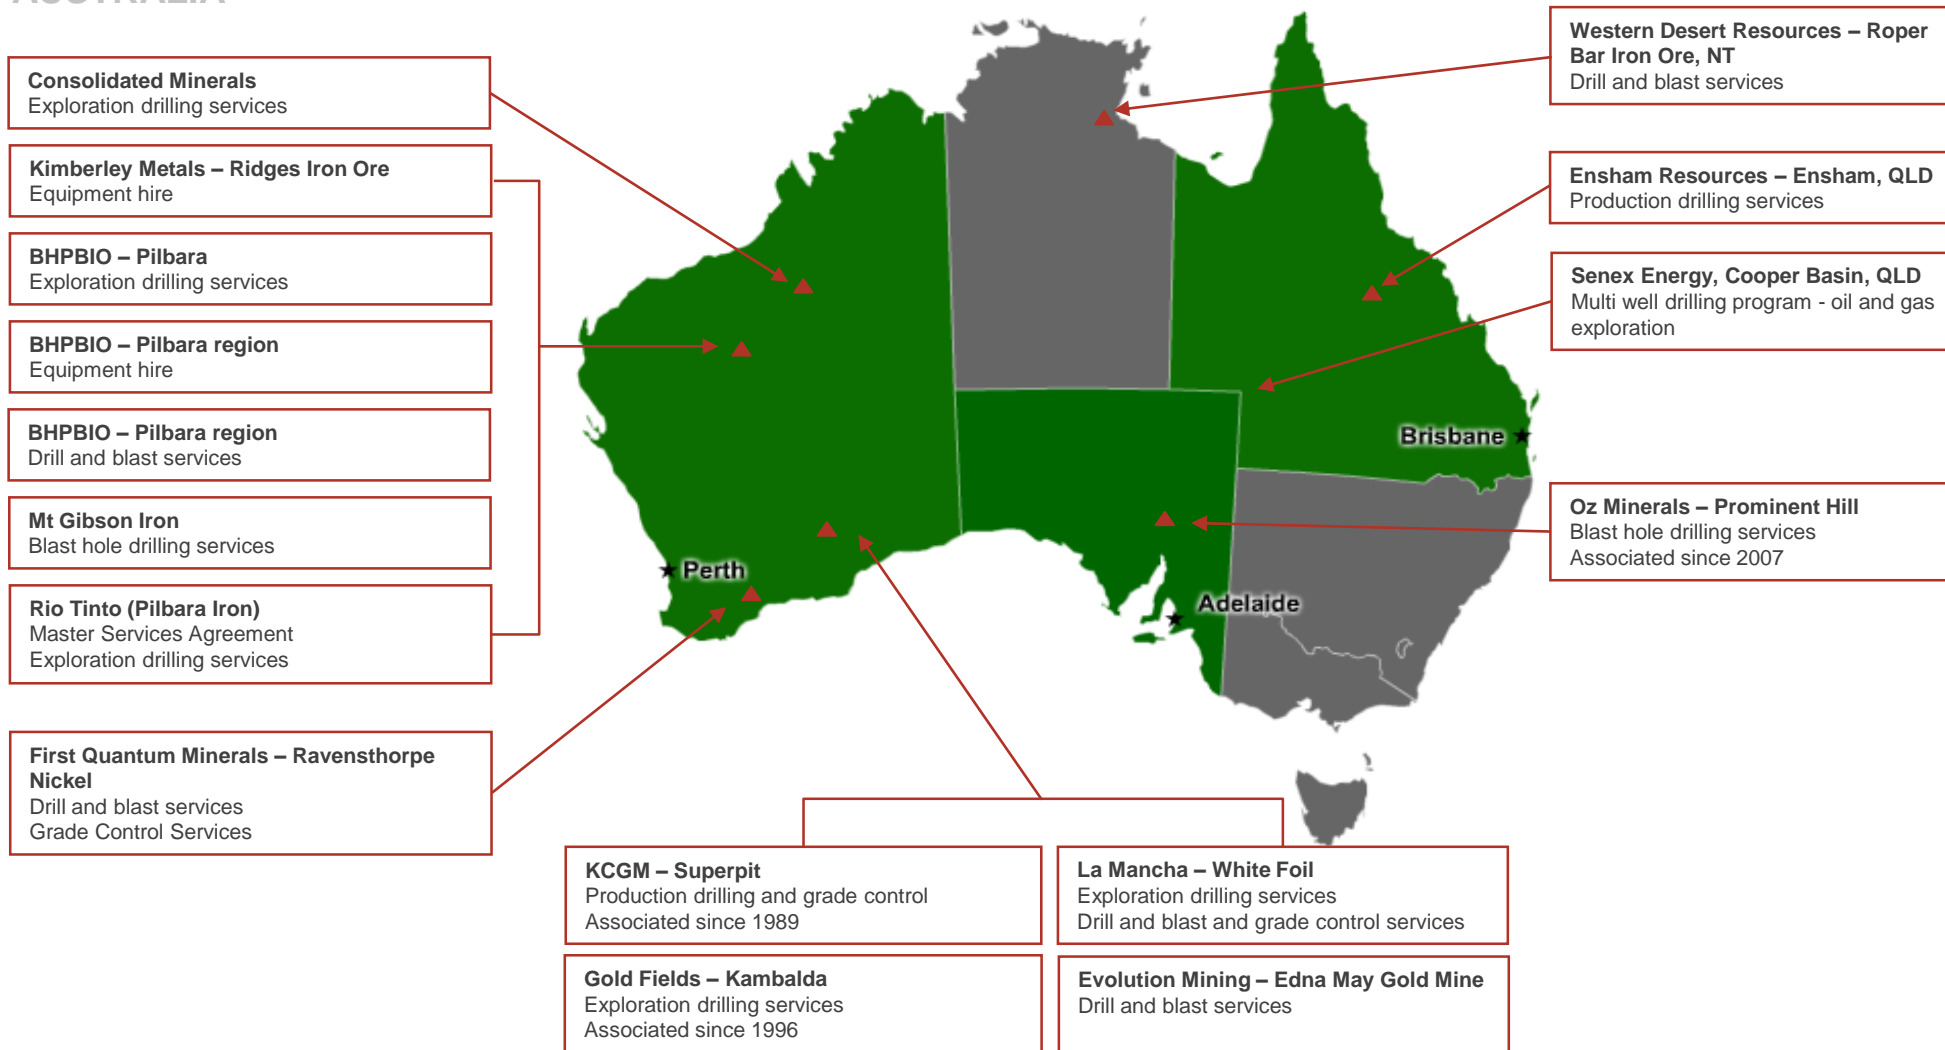 AUSTRALIA
Consolidated Minerals
Exploration drilling services
Kimberley Metals – Ridges Iron Ore
Equipment hire
BHPBIO – Pilbara
Exploration drilling services
BHPBIO – Pilbara region
Equipment hire
BHPBIO – Pilbara region
Drill and blast services
Mt Gibson Iron
Blast hole drilling services
Rio Tinto (Pilbara Iron)
Master Services Agreement
Exploration drilling services
First Quantum Minerals – Ravensthorpe
Nickel
Drill and blast services
Grade Control Services
Perth
Adelaide
Brisbane
Western Desert Resources – Roper
Bar Iron Ore, NT
Drill and blast services
Ensham Resources – Ensham, QLD
Production drilling services
Senex Energy, Cooper Basin, QLD
Multi well drilling program - oil and gas
exploration
Oz Minerals – Prominent Hill
Blast hole drilling services
Associated since 2007
KCGM – Superpit
Production drilling and grade control
Associated since 1989
La Mancha – White Foil
Exploration drilling services
Drill and blast and grade control services
Gold Fields – Kambalda
Exploration drilling services
Associated since 1996
Evolution Mining – Edna May Gold Mine
Drill and blast services